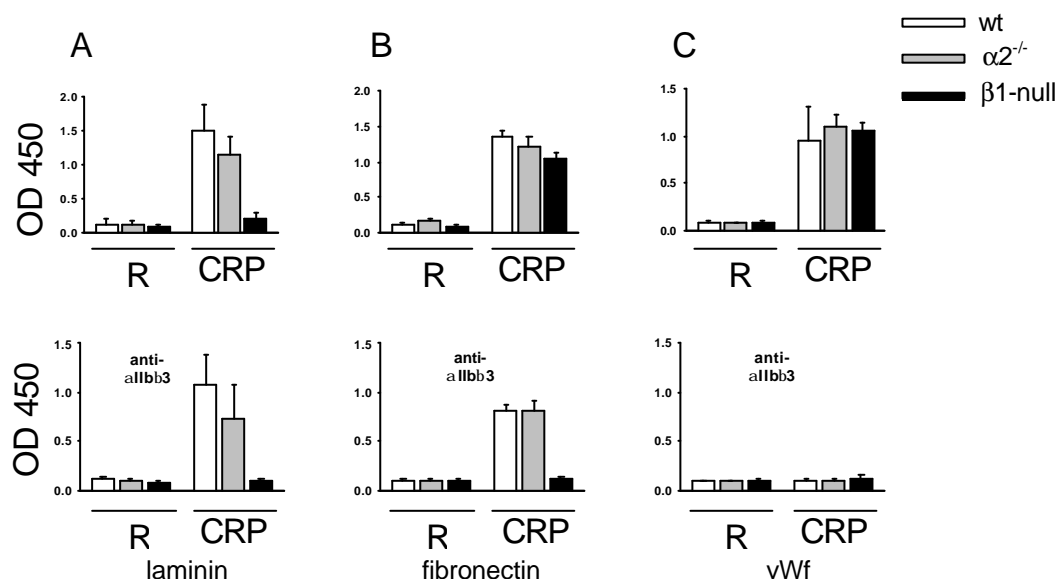 A
B
C
wt
α2-/-
β1-null
OD 450
2.0
1.5
1.0
0.5
0.0
R
CRP
2.0
1.5
1.0
0.5
0.0
R
CRP
1.5
1.0
0.5
0.0
R
CRP
OD 450
1.5
1.0
0.5
0.0
anti-
aIIbb3
R
CRP
laminin
1.5
1.0
0.5
0.0
anti-
aIIbb3
R
CRP
fibronectin
1.5
1.0
0.5
0.0
anti-
aIIbb3
R
CRP
vWf